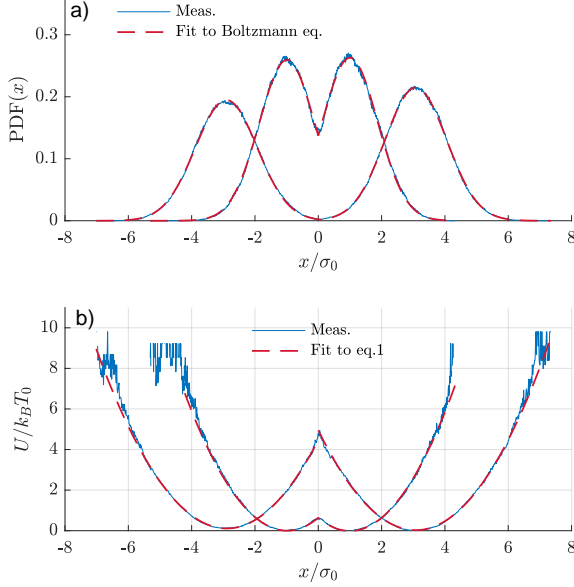 a)
Meas.
Fit to Boltzmann eq.
PDF(x)
0.3
0.2
0.1
0
-8 -6 -4 -2 0 2 4 6 8
x/σ₀
b)
Meas.
Fit to eq.1
U/k_BT₀
10
8
6
4
2
0
-8 -6 -4 -2 0 2 4 6 8
x/σ₀